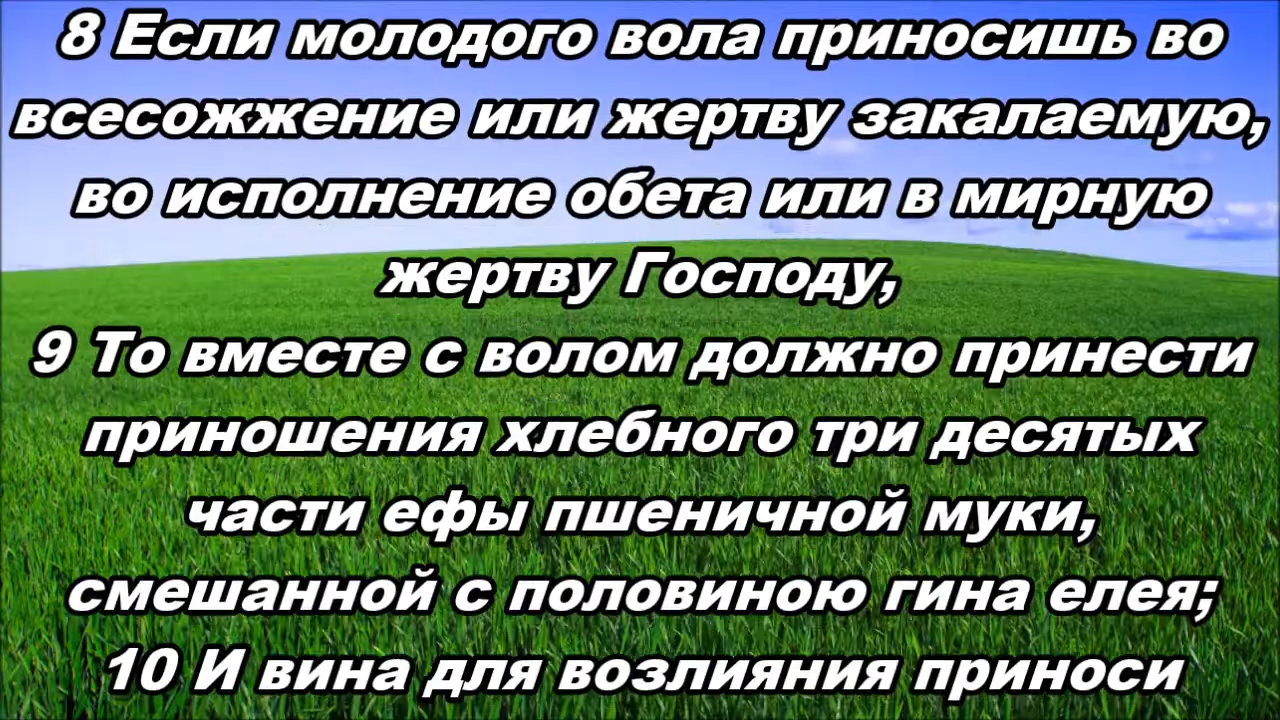 8 Если молодого вола приносишь во
всесожжение или жертву закалаемую,
во исполнение обета или в мирную
жертву Господу,
9 То вместе с волом должно принести
приношения хлебного три десятых
части ефы пшеничной муки,
смешанной с половиною гина елея;
10 И вина для возлияния приноси